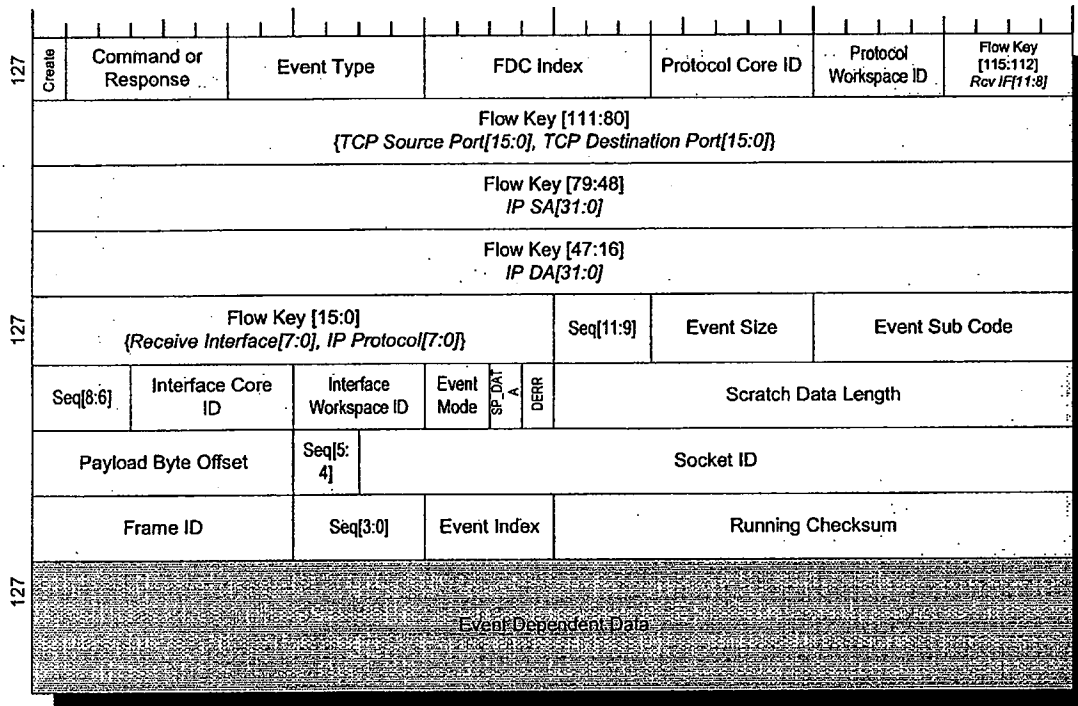 127
Create
Command or
Response
Event Type
FDC Index
Protocol Core ID
Protocol
Workspace ID
Flow Key
[115:112]
Rcv IF[11:8]
Flow Key [111:80]
{TCP Source Port[15:0], TCP Destination Port[15:0]}
Flow Key [79:48]
IP SA[31:0]
Flow Key [47:16]
IP DA[31:0]
127
Flow Key [15:0]
{Receive Interface[7:0], IP Protocol[7:0]}
Seq[11:9]
Event Size
Event Sub Code
Seq[8:6]
Interface Core
ID
Interface
Workspace ID
Event
Mode
SP_DAT
A
DERR
Scratch Data Length
Payload Byte Offset
Seq[5:
4]
Socket ID
Frame ID
Seq[3:0]
Event Index
Running Checksum
127
Event Dependent Data